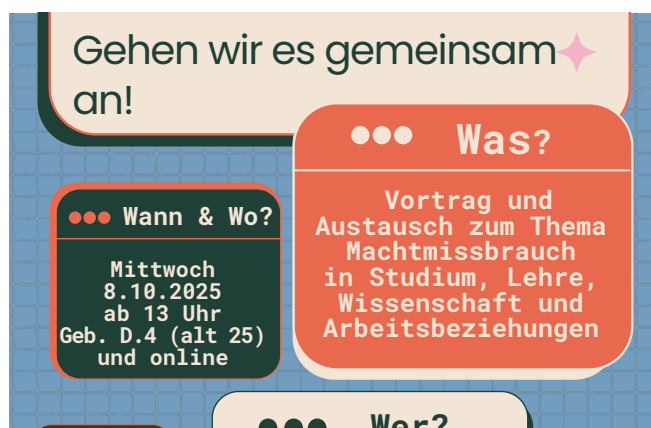 Gehen wir es gemeinsam
an!
Was?
Vortrag und
Austausch zum Thema
Machtmissbrauch
in Studium, Lehre,
Wissenschaft und
Arbeitsbeziehungen
Wann & Wo?
Mittwoch
8.10.2025
ab 13 Uhr
Geb. D.4 (alt 25)
und online
Wer?